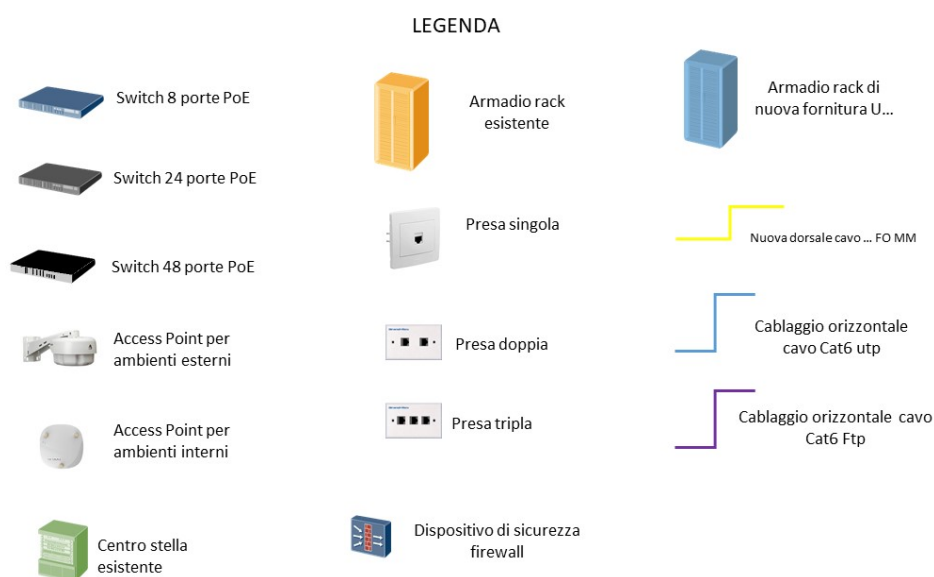 LEGENDA
Switch 8 porte PoE
Switch 24 porte PoE
Switch 48 porte PoE
Access Point per
ambienti esterni
Access Point per
ambienti interni
Centro stella
esistente
Armadio rack
esistente
Presa singola
Presa doppia
Presa tripla
Dispositivo di sicurezza
firewall
Armadio rack di
nuova fornitura U...
Nuova dorsale cavo ... FO MM
Cablaggio orizzontale
cavo Cat6 utp
Cablaggio orizzontale cavo
Cat6 Ftp